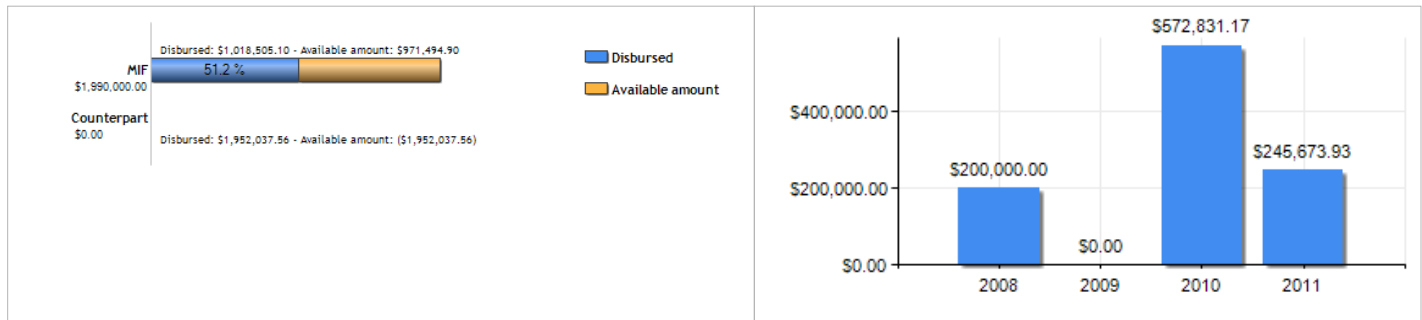 Disbursed: $1,018,505.10 - Available amount: $971,494.90
MIF
51.2 %
$1,990,000.00
Counterpart
$0.00
Disbursed: $1,952,037.56 - Available amount: ($1,952,037.56)
Disbursed
Available amount
$572,831.17
$400,000.00
$245,673.93
$200,000.00
$200,000.00
$0.00
$0.00
2008
2009
2010
2011